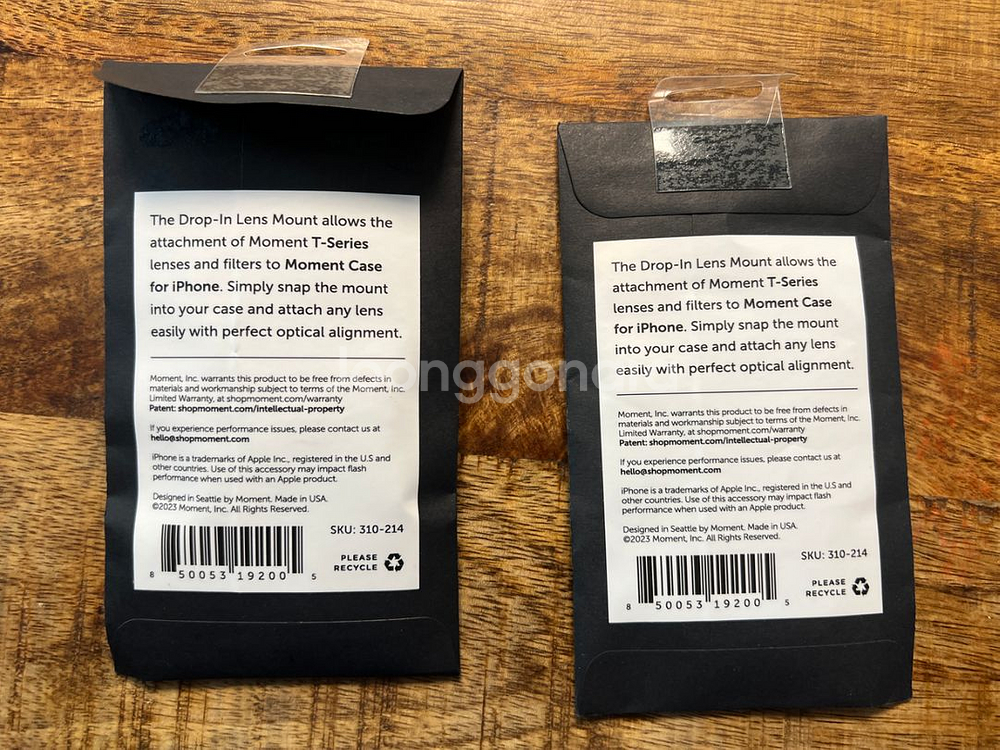 The Drop-In Lens Mount allows the
attachment of Moment T-Series
lenses and filters to Moment Case
for iPhone. Simply snap the mount
into your case and attach any lens
easily with perfect optical alignment.
Moment, Inc. warrants this product to be free from defects in
materials and workmanship subject to terms of the Moment, Inc.
Limited Warranty, at shopmoment.com/warranty
Patent: shopmoment.com/intellectual-property
If you experience performance issues, please contact us at
hello@shopmoment.com
iPhone is a trademarks of Apple Inc., registered in the U.S and
other countries. Use of this accessory may impact flash
performance when used with an Apple product.
Designed in Seattle by Moment. Made in USA.
©2023 Moment, Inc. All Rights Reserved.
SKU: 310-214
PLEASE
RECYCLE
8 50053 19200 5
The Drop-In Lens Mount allows the
attachment of Moment T-Series
lenses and filters to Moment Case
for iPhone. Simply snap the mount
into your case and attach any lens
easily with perfect optical alignment.
Moment, Inc. warrants this product to be free from defects in
materials and workmanship subject to terms of the Moment, Inc.
Limited Warranty, at shopmoment.com/warranty
Patent: shopmoment.com/intellectual-property
If you experience performance issues, please contact us at
hello@shopmoment.com
iPhone is a trademarks of Apple Inc., registered in the U.S and
other countries. Use of this accessory may impact flash
performance when used with an Apple product.
Designed in Seattle by Moment. Made in USA.
©2023 Moment, Inc. All Rights Reserved.
SKU: 310-214
PLEASE
RECYCLE
8 50053 19200 5